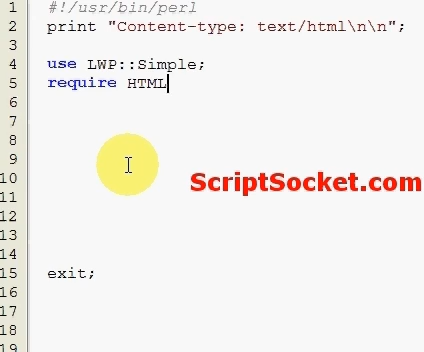 1 #!/usr/bin/perl
2 print "Content-type: text/html\n\n";
3
4 use LWP::Simple;
5 require HTML
6
7
8
9
10
11
12
13
14
15 exit;
16
17
18
19
ScriptSocket.com